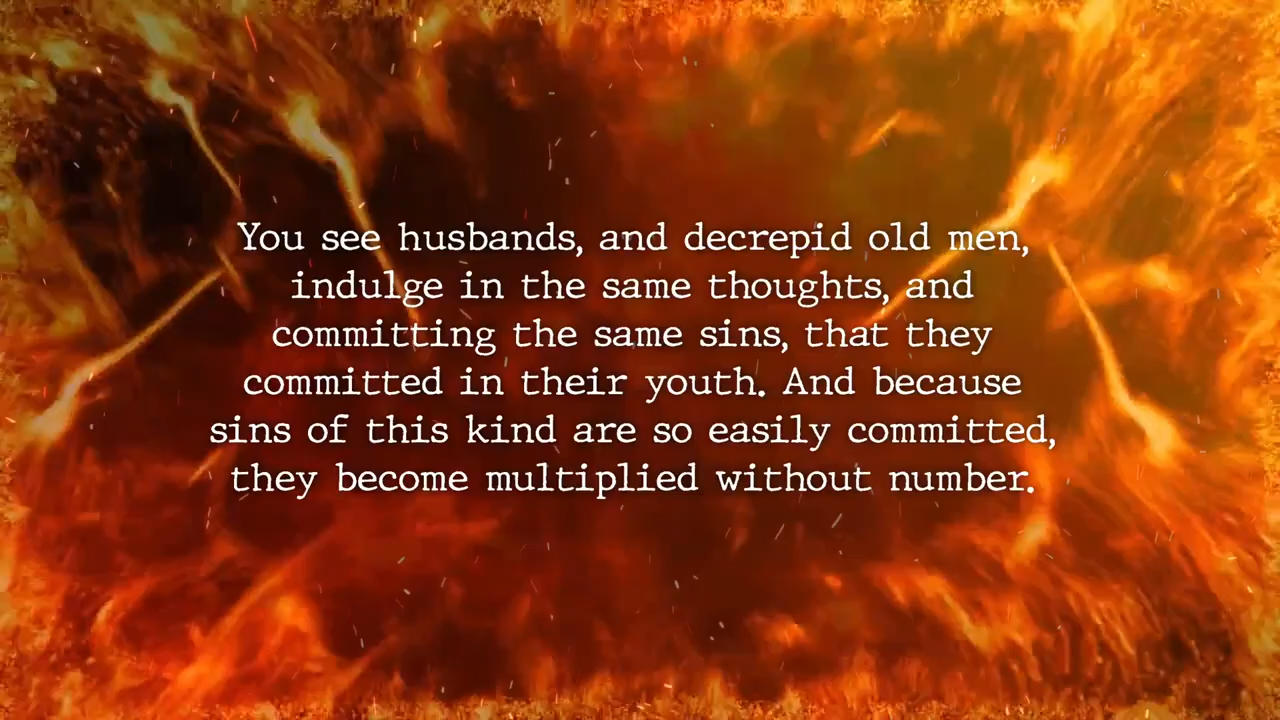 You see husbands, and decrepid old men,
indulge in the same thoughts, and
committing the same sins, that they
committed in their youth. And because
sins of this kind are so easily committed,
they become multiplied without number.